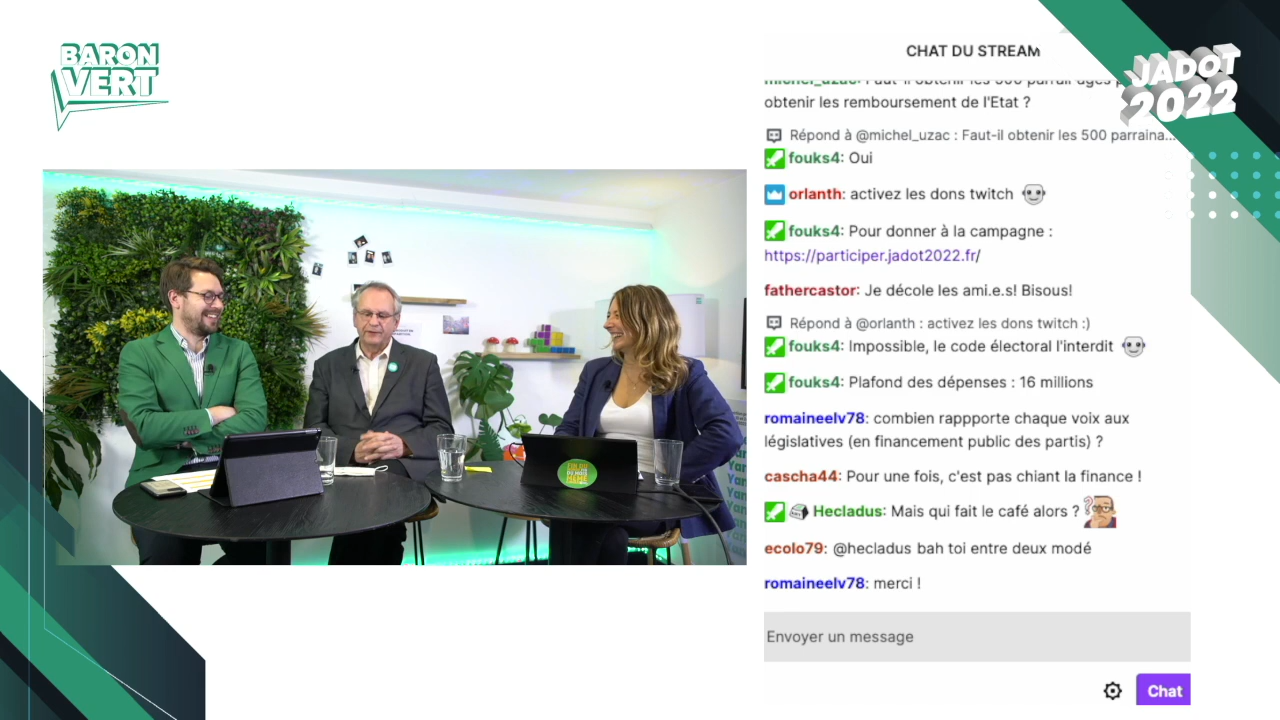 BARON
VERT
JADOT
2022
CHAT DU STREAM
obtenir les remboursement de l'Etat ?
Répond à @michel_uzac : Faut-il obtenir les 500 parraina...
fouks4: Oui
orlanth: activez les dons twitch
fouks4: Pour donner à la campagne :
https://participer.jadot2022.fr/
fathercastor: Je décole les ami.e.s! Bisous!
Répond à @orlanth : activez les dons twitch :)
fouks4: Impossible, le code électoral l'interdit
fouks4: Plafond des dépenses : 16 millions
romaineelv78: combien rappporte chaque voix aux
législatives (en financement public des partis) ?
cascha44: Pour une fois, c'est pas chiant la finance !
Hecladus: Mais qui fait le café alors ?
ecolo79: @hecladus bah toi entre deux modé
romaineelv78: merci !
Envoyer un message
Chat